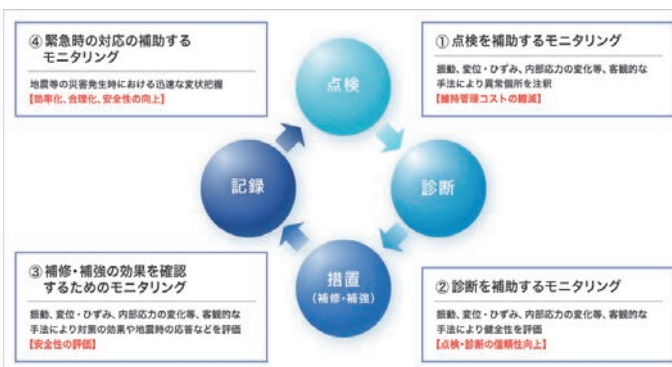 ④ 緊急時の対応の補助する
モニタリング
地震等の災害発生時における迅速な変状把握
【効率化、合理化、安全性の向上】
① 点検を補助するモニタリング
振動、変位・ひずみ、内部応力の変化等、客観的な
手法により異常個所を注釈
【維持管理コストの縮減】
点検
診断
措置
(補修・補強)
記録
③ 補修・補強の効果を確認
するためのモニタリング
振動、変位・ひずみ、内部応力の変化等、客観的な
手法により対策の効果や地震時の応答などを評価
【安全性の評価】
② 診断を補助するモニタリング
振動、変位・ひずみ、内部応力の変化等、客観的な
手法により健全性を評価
【点検・診断の信頼性向上】